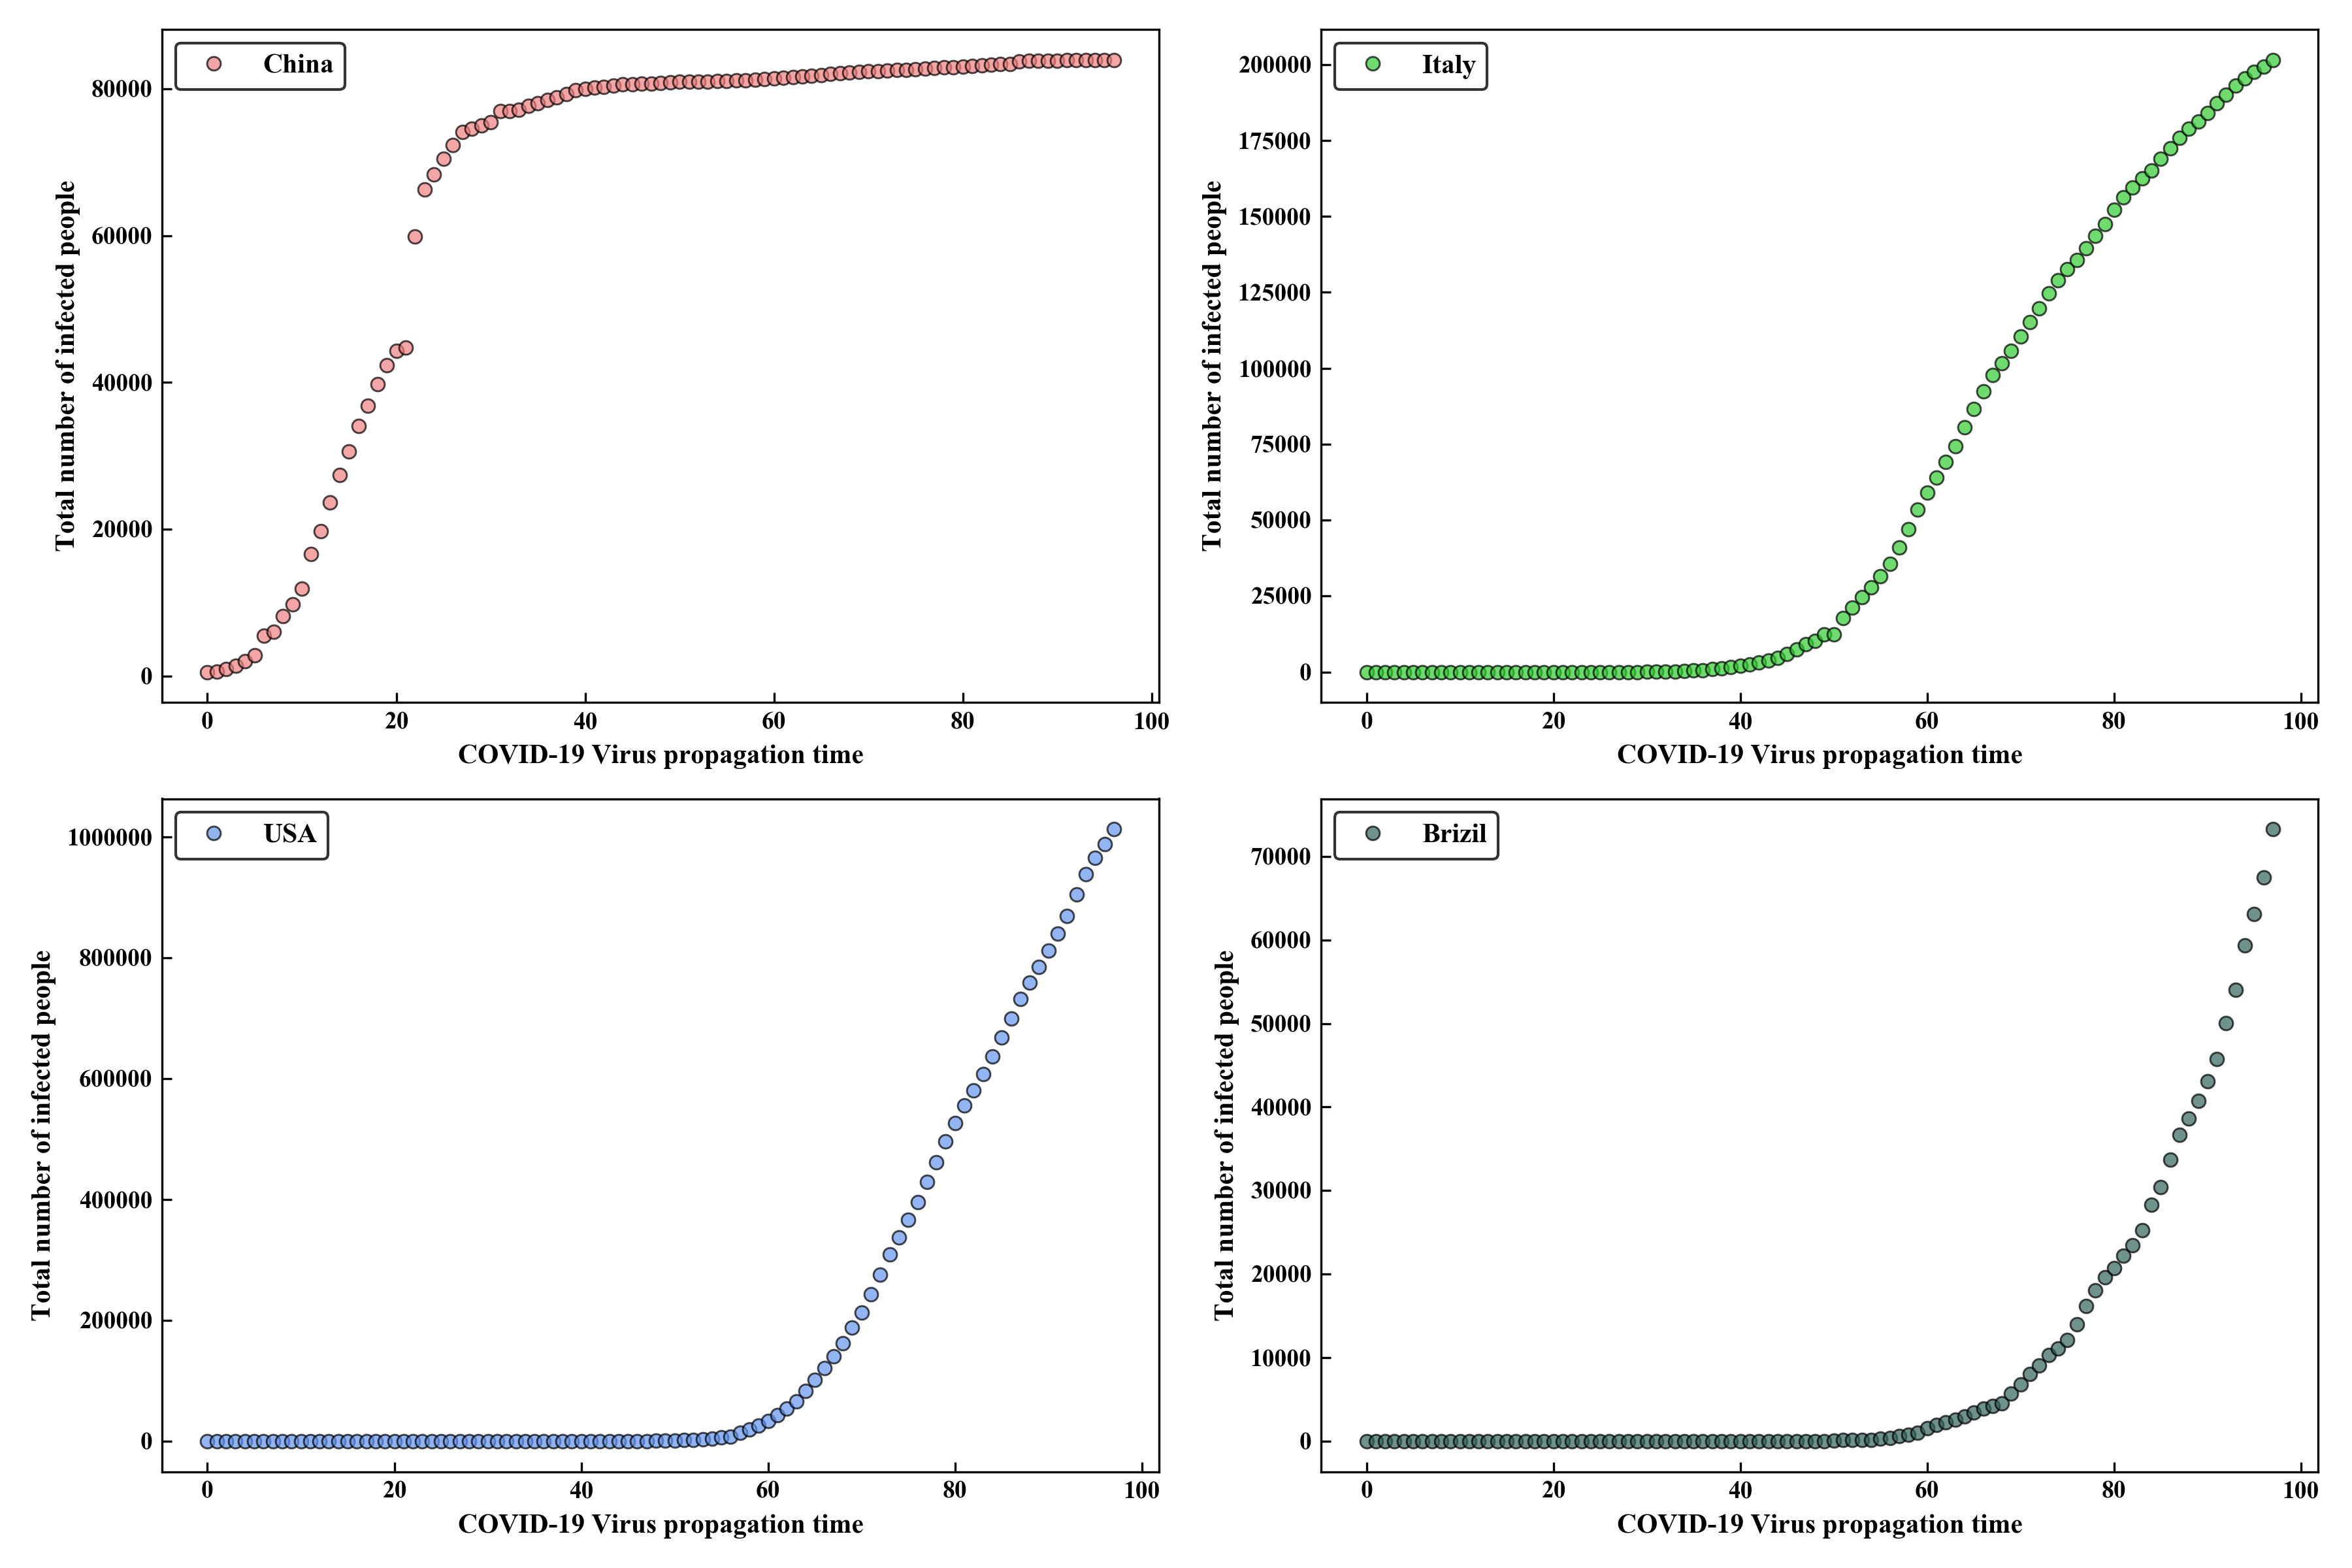 China
Total number of infected people
80000
60000
40000
20000
0
0 20 40 60 80 100
COVID-19 Virus propagation time
Italy
Total number of infected people
200000
175000
150000
125000
100000
75000
50000
25000
0
0 20 40 60 80 100
COVID-19 Virus propagation time
USA
Total number of infected people
1000000
800000
600000
400000
200000
0
0 20 40 60 80 100
COVID-19 Virus propagation time
Brizil
Total number of infected people
70000
60000
50000
40000
30000
20000
10000
0
0 20 40 60 80 100
COVID-19 Virus propagation time